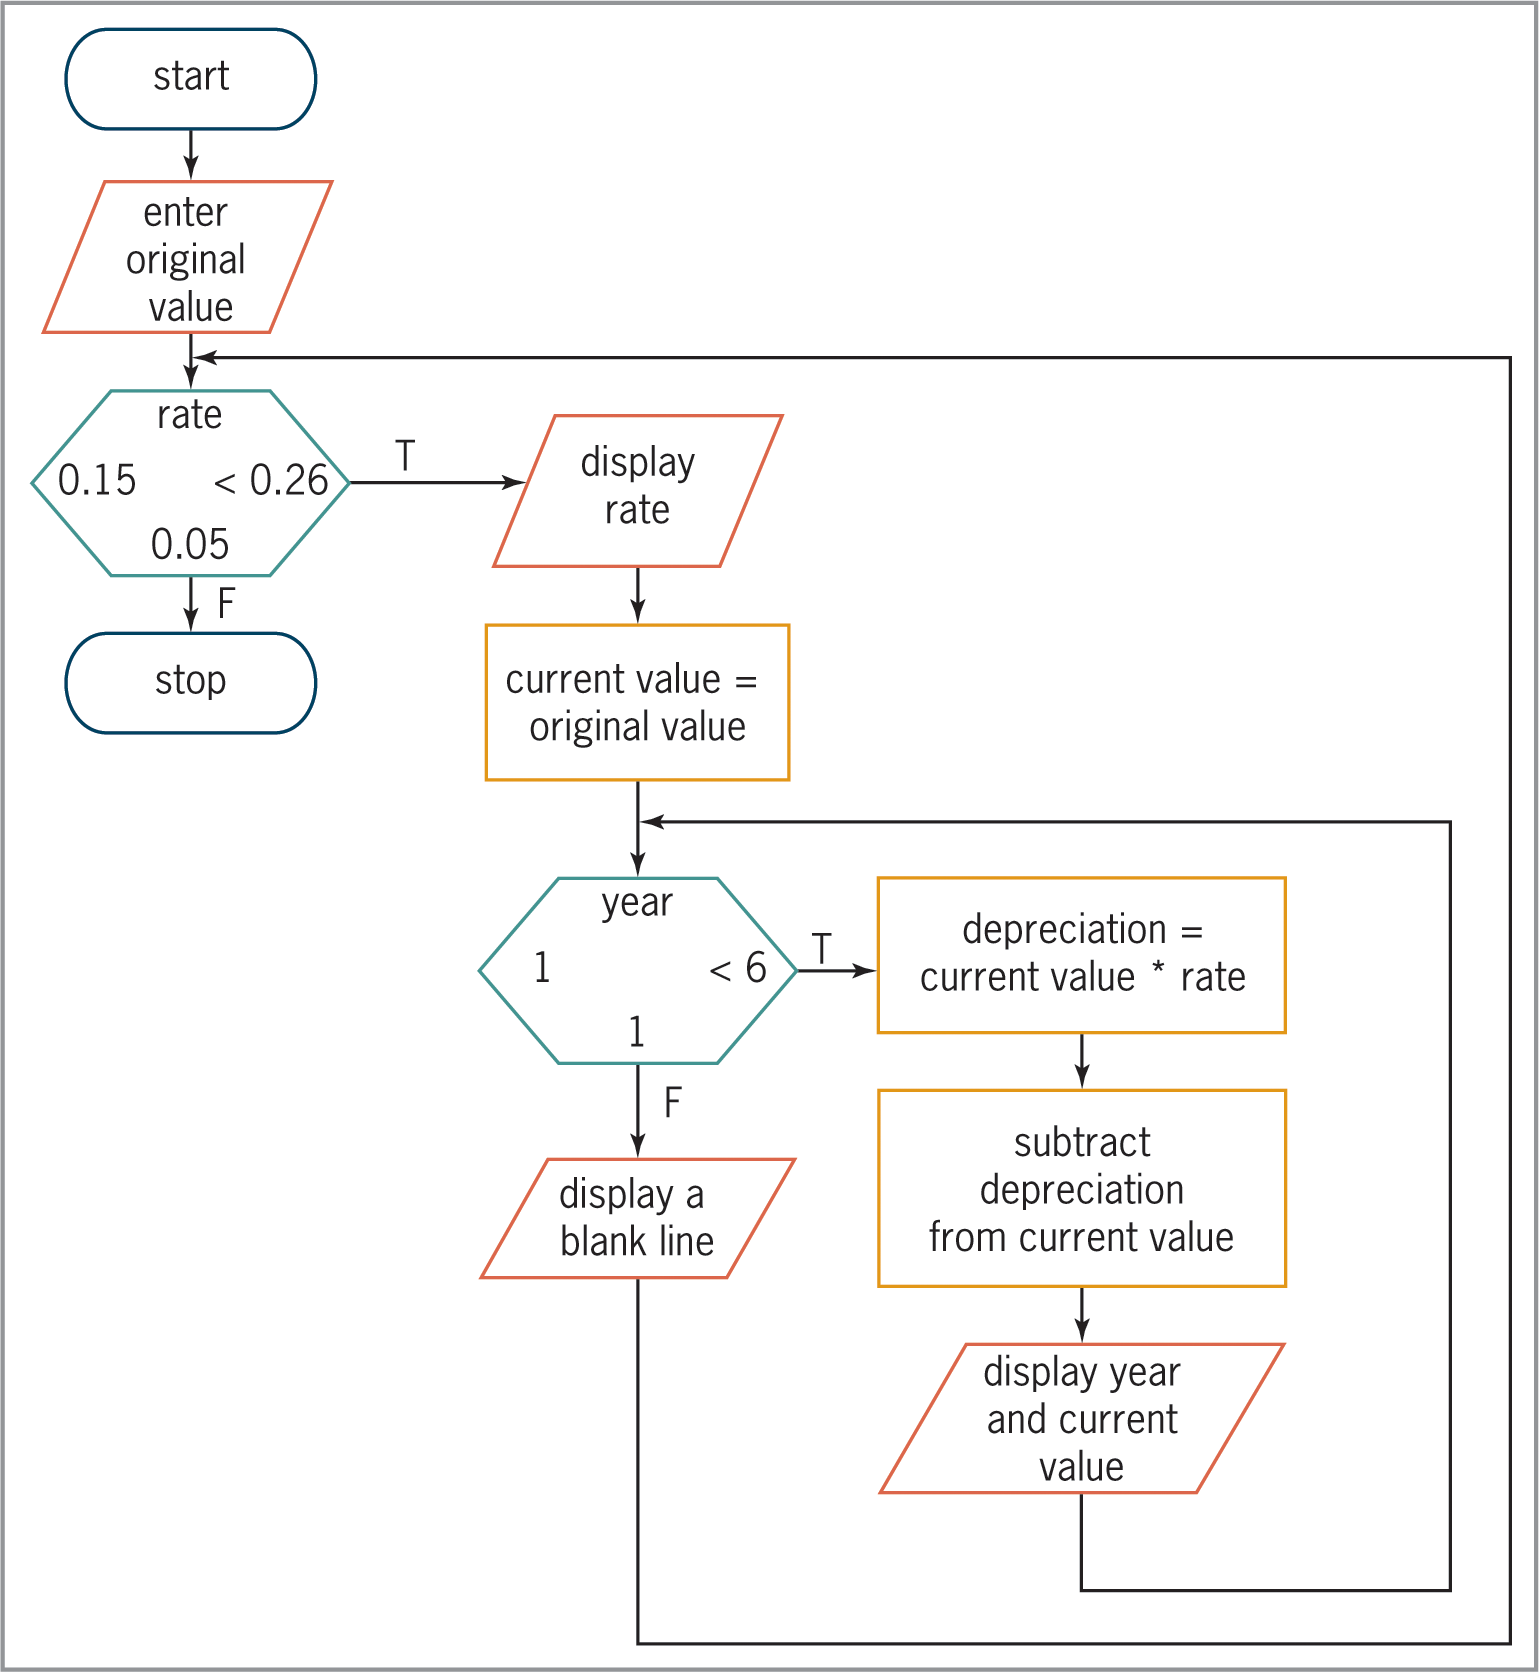 start
enter
original
value
rate
0.15 < 0.26
0.05
T
display
rate
F
stop
current value =
original value
year
1 < 6
1
T
depreciation =
current value * rate
F
subtract
depreciation
from current value
display a
blank line
display year
and current
value